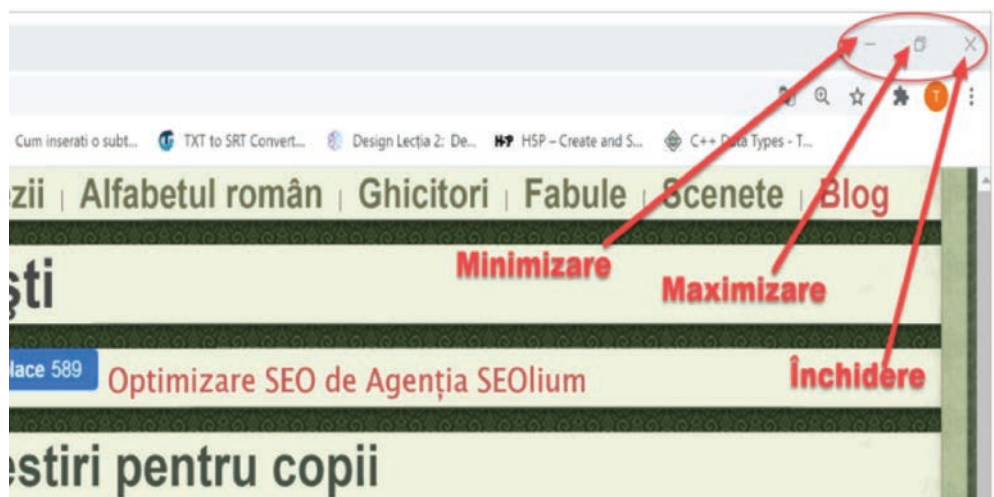 T
Cum inserati o subt... TXT to SRT Convert... Design Lecția 2: De... H5P H5P – Create and S... C++ Data Types - T...
zii | Alfabetul român | Ghicitori | Fabule | Scenete | Blog
Minimizare
ști
Maximizare
lace 589
Optimizare SEO de Agenția SEOlium
Închidere
estiri pentru copii